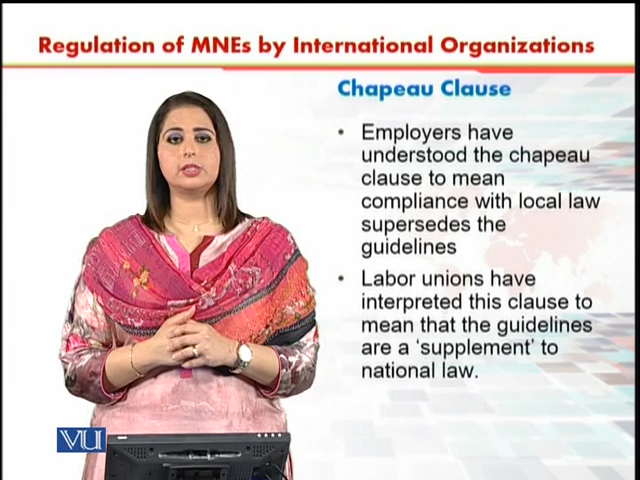 Regulation of MNEs by International Organizations
Chapeau Clause
• Employers have
understood the chapeau
clause to mean
compliance with local law
supersedes the
guidelines
• Labor unions have
interpreted this clause to
mean that the guidelines
are a ‘supplement’ to
national law.
VU